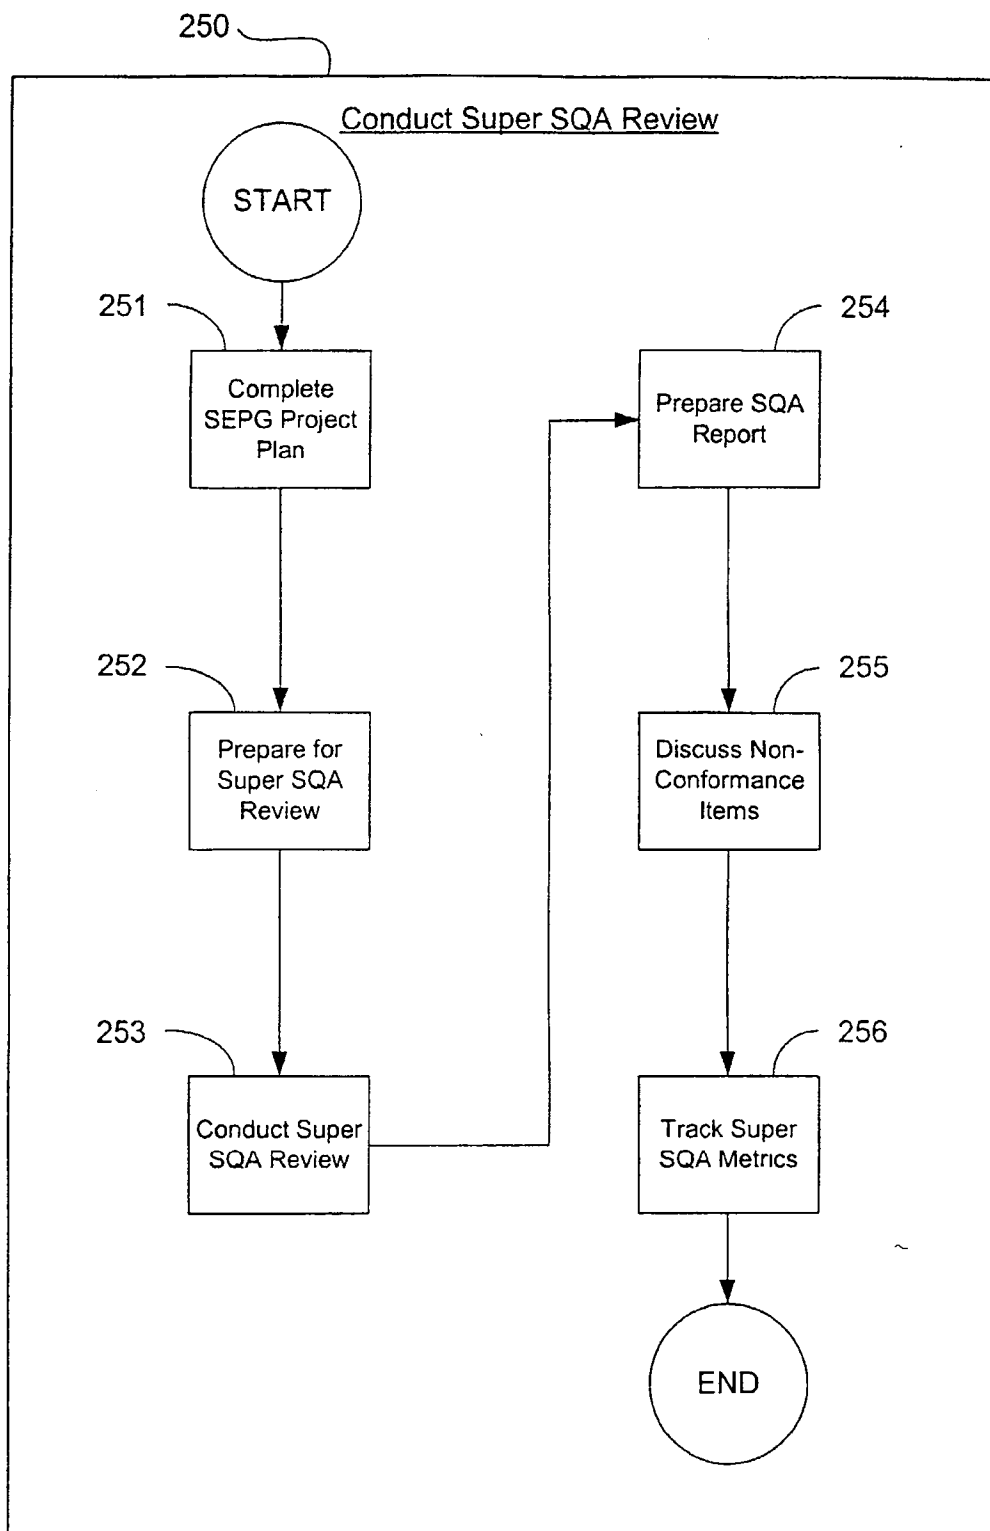 250
Conduct Super SQA Review
START
251
Complete
SEPG Project
Plan
252
Prepare for
Super SQA
Review
253
Conduct Super
SQA Review
254
Prepare SQA
Report
255
Discuss Non-
Conformance
Items
256
Track Super
SQA Metrics
END